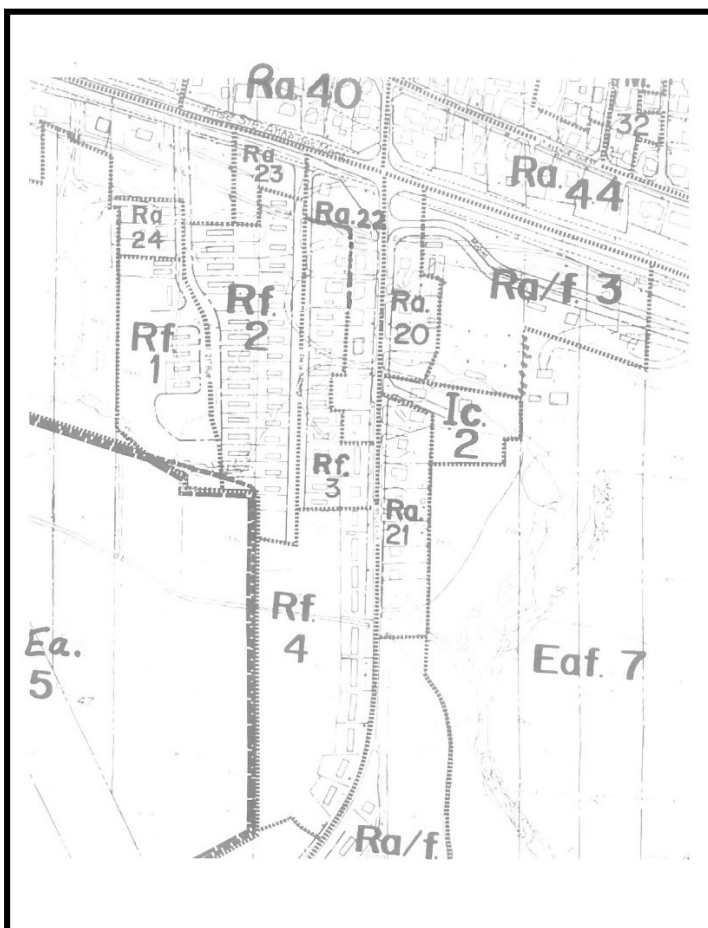 Ra. 40
M.
32
Ra. 44
Ra.
23
Ra
24
Ra. 22
Ra/f. 3
Rf.
2
Ra.
20
Rf
1
Ic.
2
Rf.
3
Ra.
21
Rf.
4
Ea.
5
47
Eaf. 7
Ra/f.